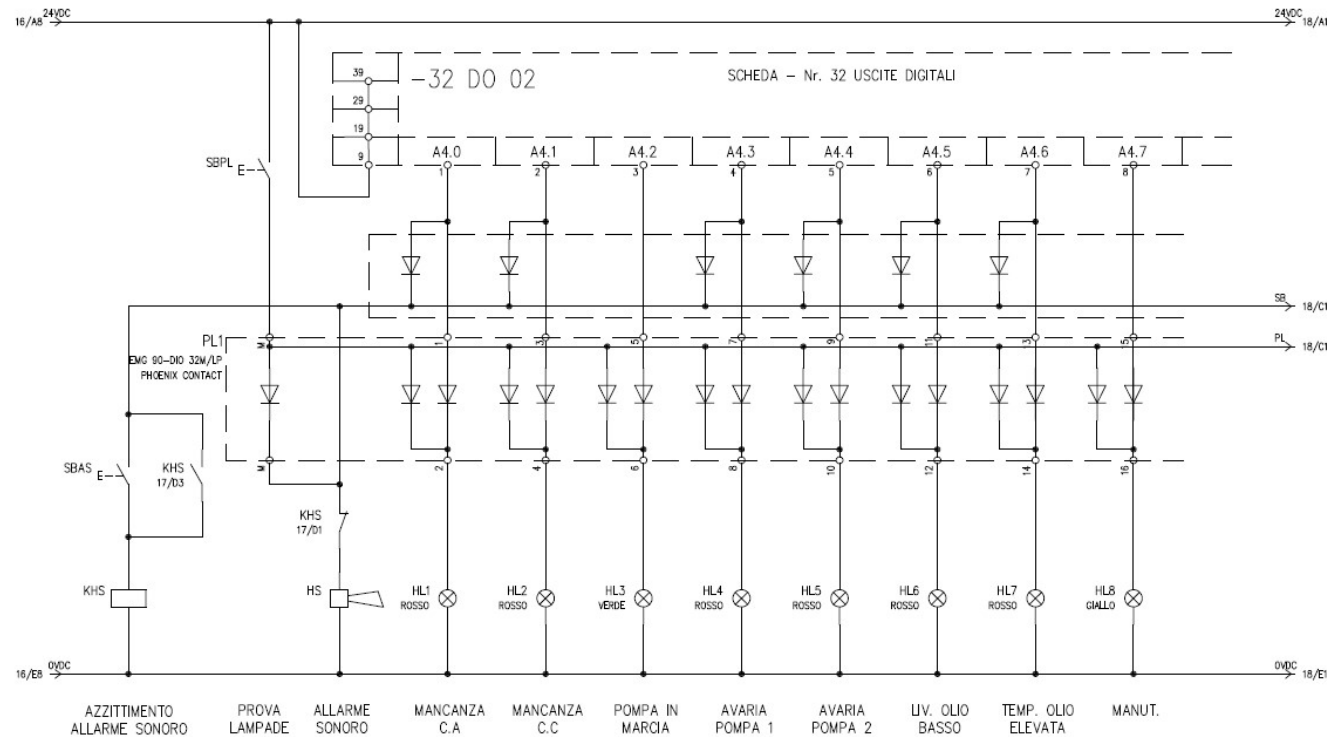 24VDC
16/A8
24VDC
18/A1
39
-32 DO 02
SCHEDA - Nr. 32 USCITE DIGITALI
29
19
9
A4.0
A4.1
A4.2
A4.3
A4.4
A4.5
A4.6
A4.7
1
2
3
4
5
6
7
8
SBPL
E
SB
18/C1
PL1
M
1
3
5
7
9
11
13
15
PL
18/C1
EMG 90-DIO 32M/LP
PHOENIX CONTACT
SBAS
E
KHS
17/D3
M
2
4
6
8
10
12
14
16
KHS
17/D1
KHS
HS
HL1
ROSSO
HL2
ROSSO
HL3
VERDE
HL4
ROSSO
HL5
ROSSO
HL6
ROSSO
HL7
ROSSO
HL8
GIALLO
0VDC
16/E8
0VDC
18/E1
AZZITTIMENTO
ALLARME SONORO
PROVA
LAMPADE
ALLARME
SONORO
MANCANZA
C.A
MANCANZA
C.C
POMPA IN
MARCIA
AVARIA
POMPA 1
AVARIA
POMPA 2
LIV. OLIO
BASSO
TEMP. OLIO
ELEVATA
MANUT.